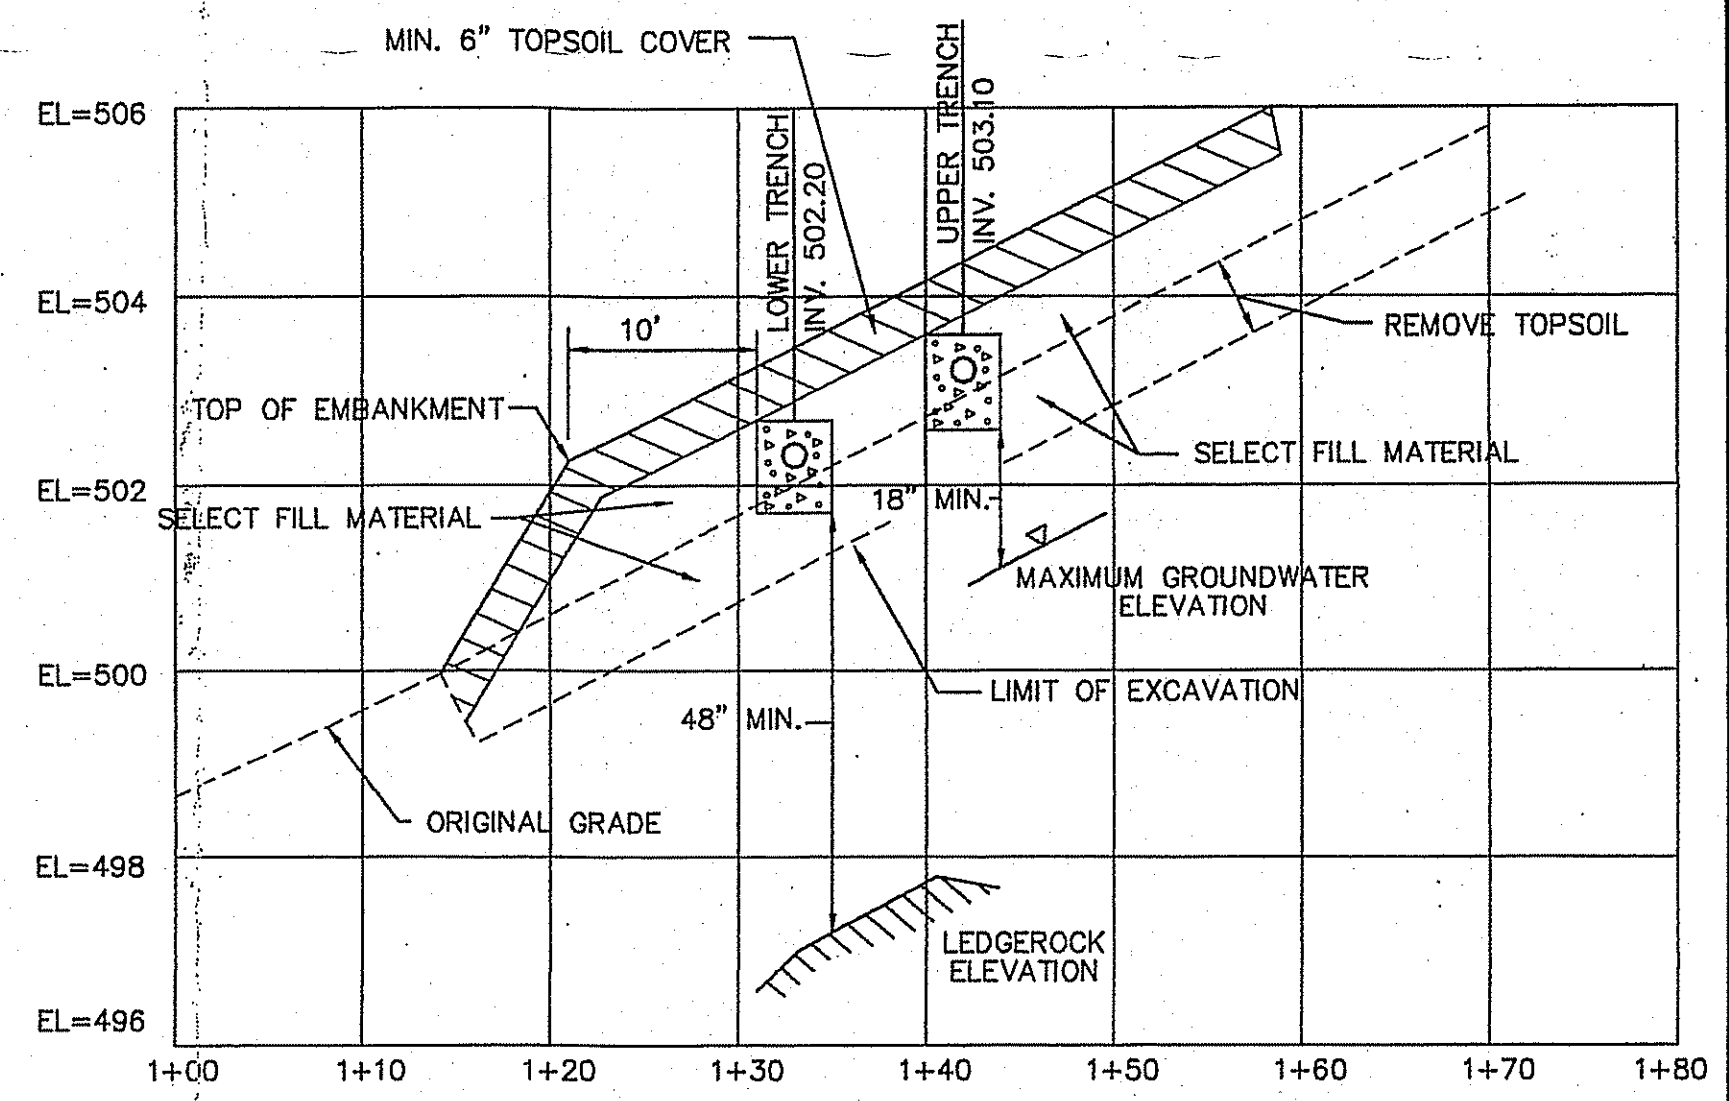 MIN. 6" TOPSOIL COVER
EL=506
LOWER TRENCH
INV. 502.20
UPPER TRENCH
INV. 503.10
EL=504
10'
REMOVE TOPSOIL
TOP OF EMBANKMENT
SELECT FILL MATERIAL
EL=502
18" MIN.
SELECT FILL MATERIAL
MAXIMUM GROUNDWATER
ELEVATION
EL=500
48" MIN.
LIMIT OF EXCAVATION
ORIGINAL GRADE
EL=498
LEDGEROCK
ELEVATION
EL=496
1+00
1+10
1+20
1+30
1+40
1+50
1+60
1+70
1+80